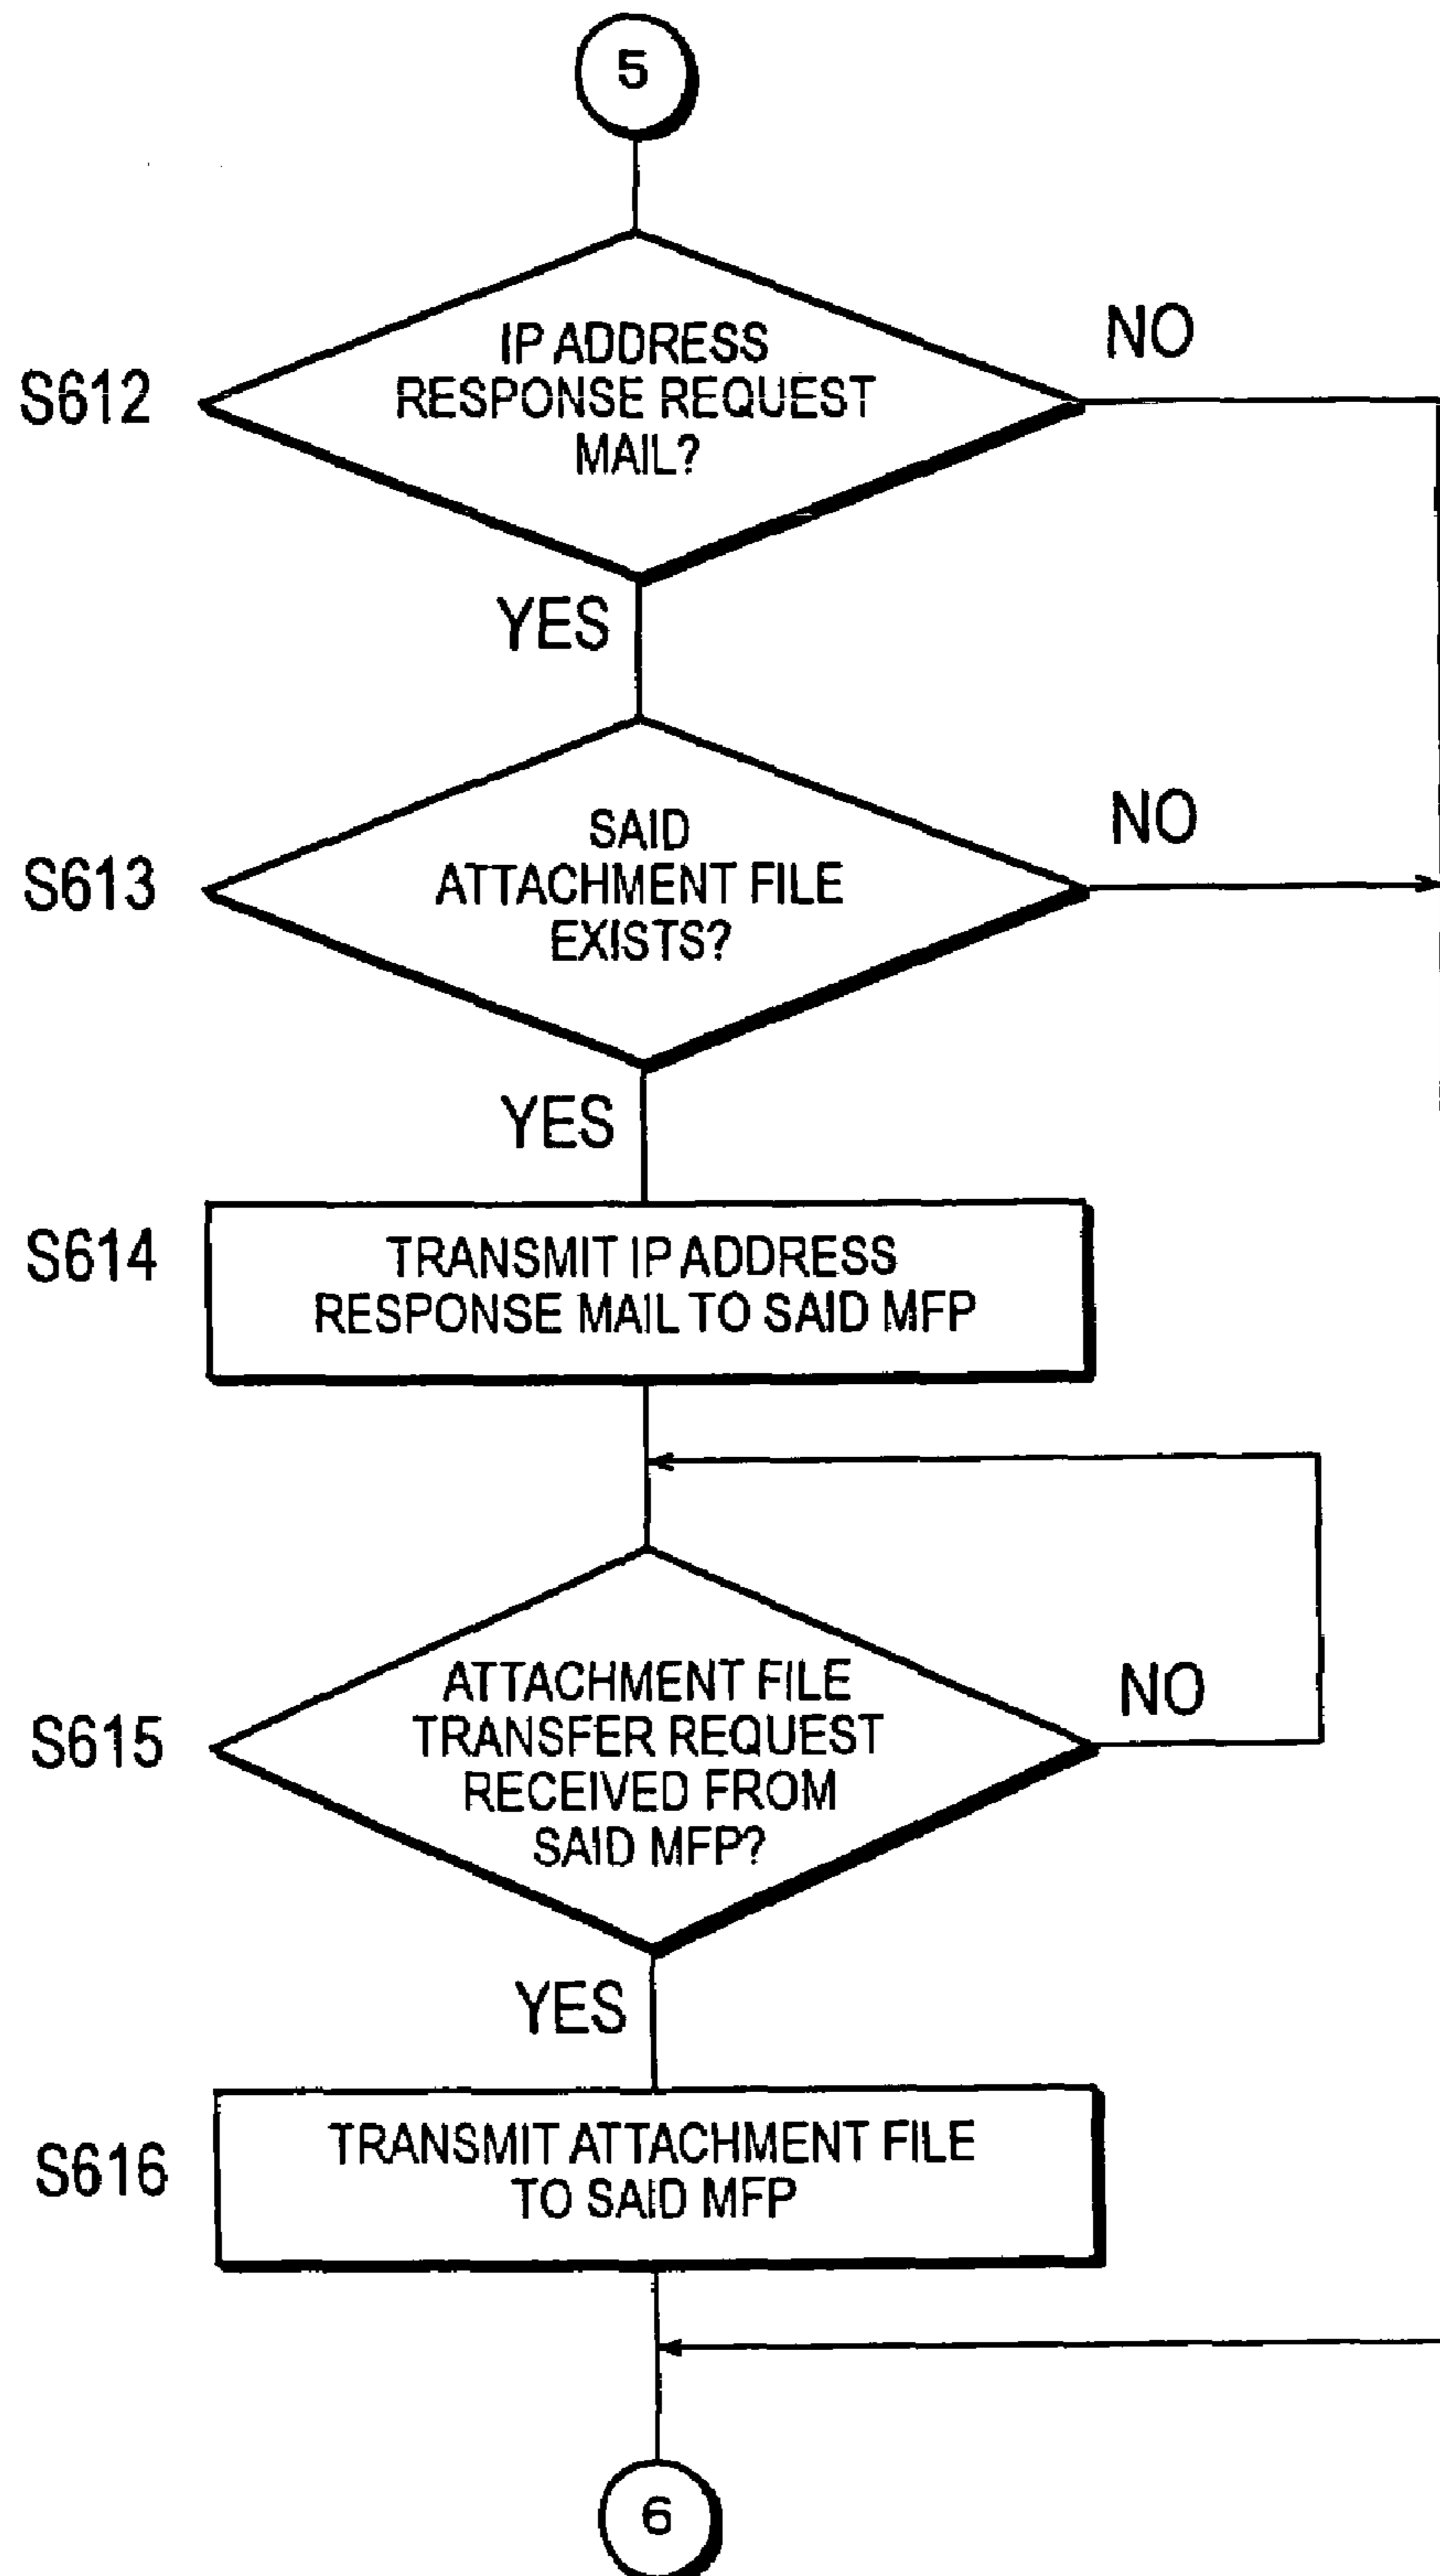 5
IP ADDRESS
RESPONSE REQUEST
MAIL?
NO
S612
YES
SAID
ATTACHMENT FILE
EXISTS?
NO
S613
YES
S614
TRANSMIT IP ADDRESS
RESPONSE MAIL TO SAID MFP
ATTACHMENT FILE
TRANSFER REQUEST
RECEIVED FROM
SAID MFP?
NO
S615
YES
S616
TRANSMIT ATTACHMENT FILE
TO SAID MFP
6